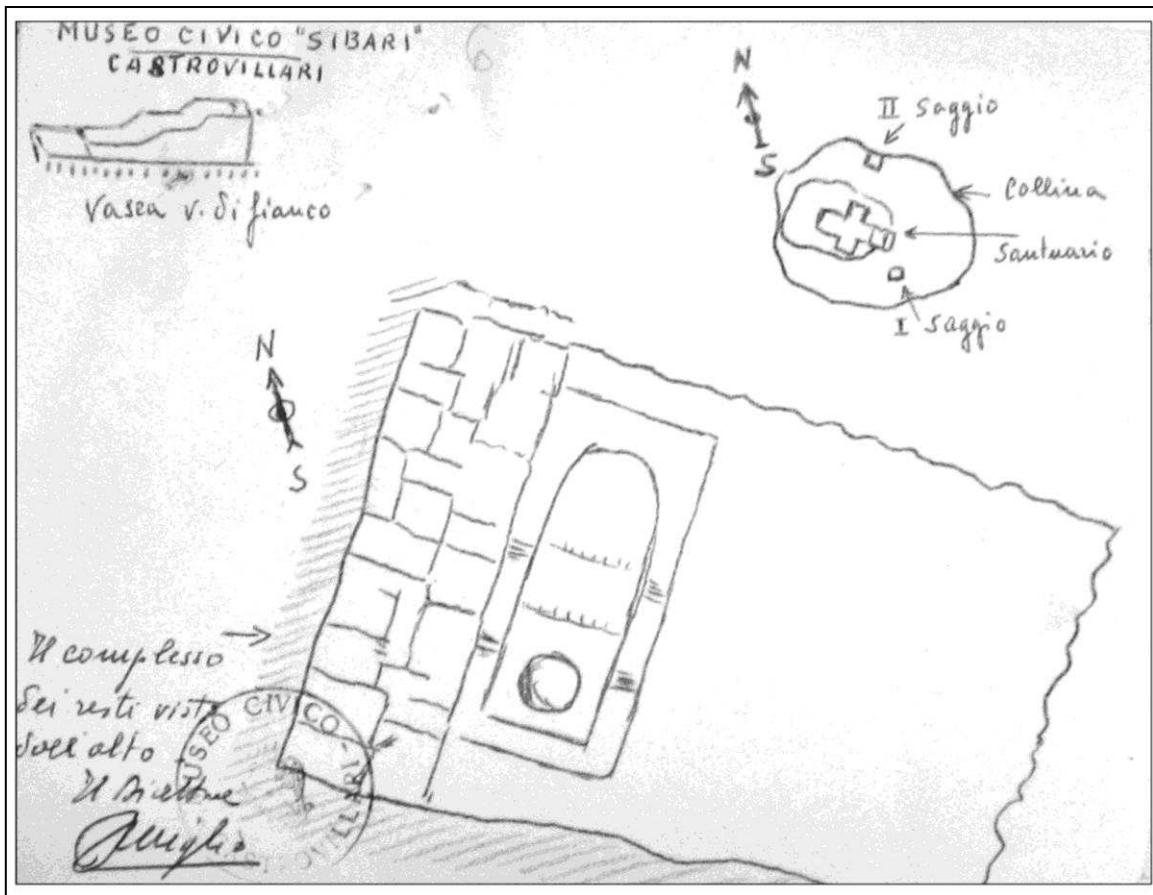 MUSEO CIVICO "SIBARI"
CASTROVILLARI
Vasca v. di fianco
N
S
II Saggio
Collina
Santuario
I Saggio
N
S
Il complesso
dei resti visto
dall'alto
Il Direttore
MUSEO CIVICO